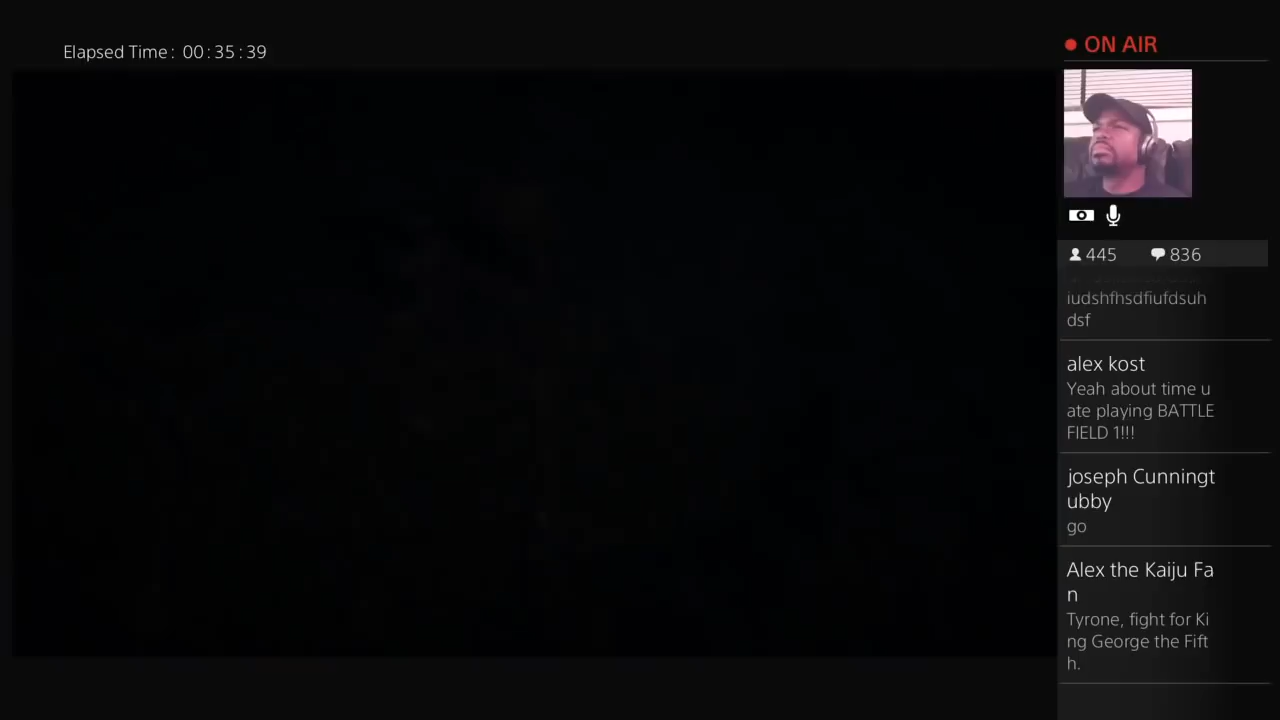 Elapsed Time: 00:35:39
ON AIR
445 836
iudshfhsdfiufdsuh
dsf
alex kost
Yeah about time u
ate playing BATTLE
FIELD 1!!!
joseph Cunningt
ubby
go
Alex the Kaiju Fa
n
Tyrone, fight for Ki
ng George the Fift
h.